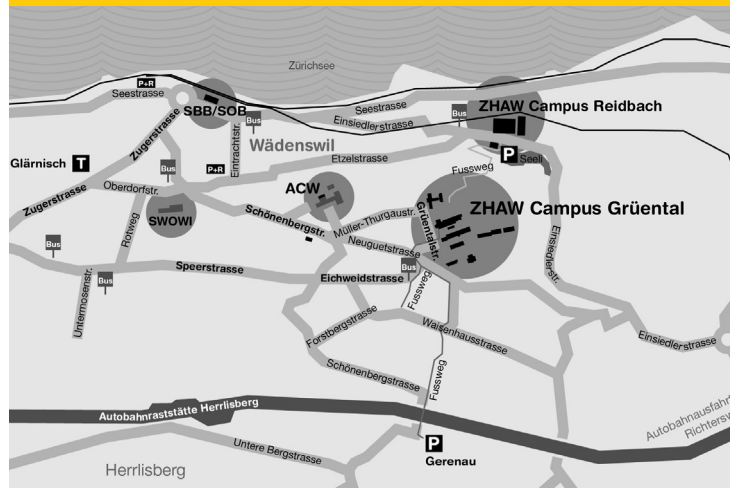 Zürichsee
P+R
Seestrasse
SBB/SOB
Bus
Seestrasse
Einsiedlerstrasse
Bus
ZHAW Campus Reidbach
Zugerstrasse
Eintrachtstr.
Wädenswil
Etzelstrasse
P
Seeli
Glärnisch T
Bus
P+R
Fussweg
Zugerstrasse
Oberdorfstr.
ACW
Müller-Thurgaustr.
Grüentalstr.
ZHAW Campus Grüental
SWOWI
Schönenbergstr.
Rotweg
Neugutstrasse
Einsiedlerstr.
Bus
Speerstrasse
Eichweidstrasse
Bus
Bus
Untermosenstr.
Fussweg
Forstbergstrasse
Waisenhausstrasse
Einsiedlerstrasse
Schönenbergstrasse
Fussweg
Autobahnraststätte Herrlisberg
Untere Bergstrasse
P
Gerenau
Herrlisberg
Autobahnausfahrt
Richtersw